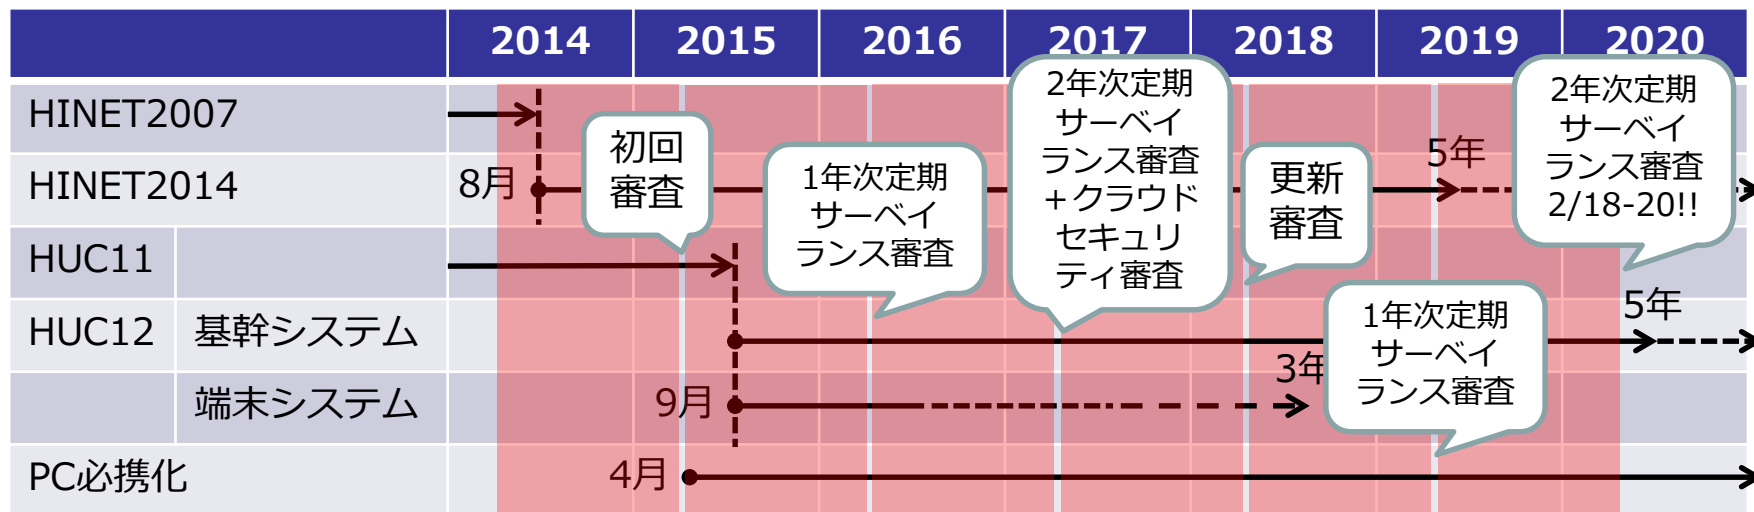 2014 2015 2016 2017 2018 2019 2020
HINET2007
HINET2014
8月
5年
HUC11
HUC12 基幹システム
5年
端末システム
9月
3年
PC必携化
4月
初回
審査
1年次定期
サーベイ
ランス審査
2年次定期
サーベイ
ランス審査
+クラウド
セキュリ
ティ審査
更新
審査
1年次定期
サーベイ
ランス審査
2年次定期
サーベイ
ランス審査
2/18-20!!